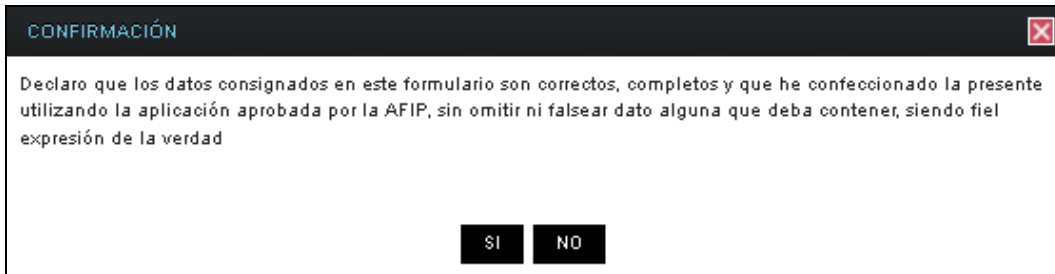 CONFIRMACIÓN
Declaro que los datos consignados en este formulario son correctos, completos y que he confeccionado la presente
utilizando la aplicación aprobada por la AFIP, sin omitir ni falsear dato alguna que deba contener, siendo fiel
expresión de la verdad
SI NO